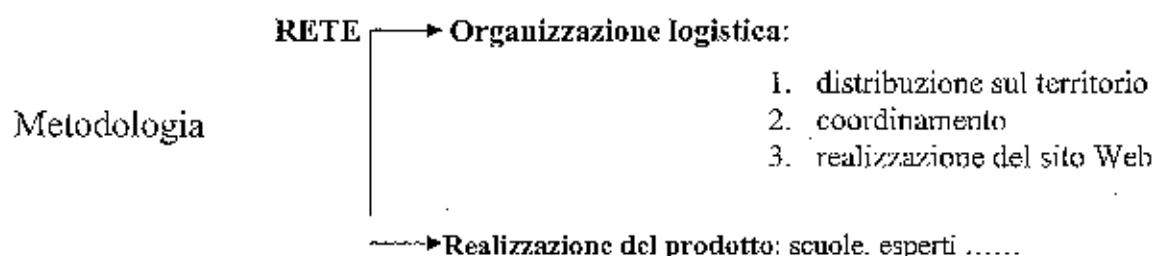 RETE Organizzazione logistica:
1. distribuzione sul territorio
Metodologia
2. coordinamento
3. realizzazione del sito Web
Realizzazione del prodotto: scuole, esperti ......